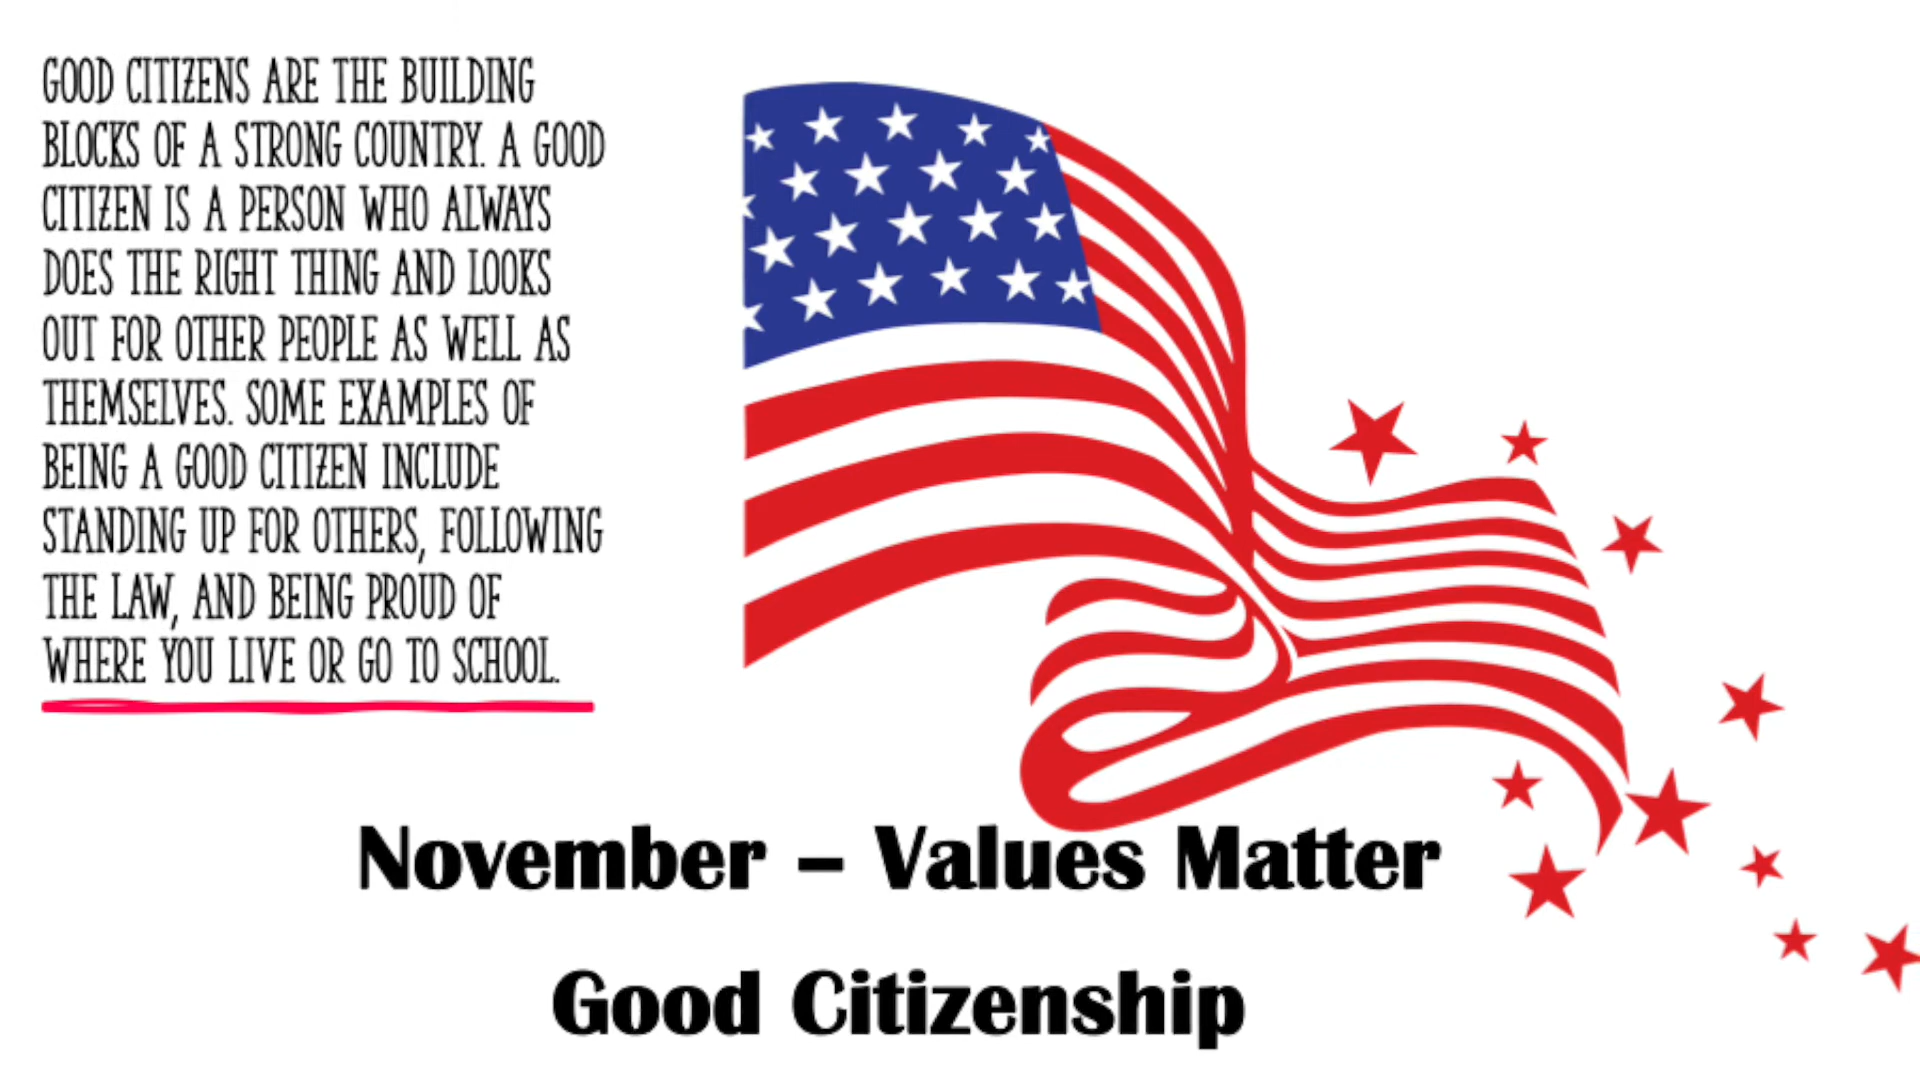 GOOD CITIZENS ARE THE BUILDING
BLOCKS OF A STRONG COUNTRY. A GOOD
CITIZEN IS A PERSON WHO ALWAYS
DOES THE RIGHT THING AND LOOKS
OUT FOR OTHER PEOPLE AS WELL AS
THEMSELVES. SOME EXAMPLES OF
BEING A GOOD CITIZEN INCLUDE
STANDING UP FOR OTHERS, FOLLOWING
THE LAW, AND BEING PROUD OF
WHERE YOU LIVE OR GO TO SCHOOL.
November – Values Matter
Good Citizenship